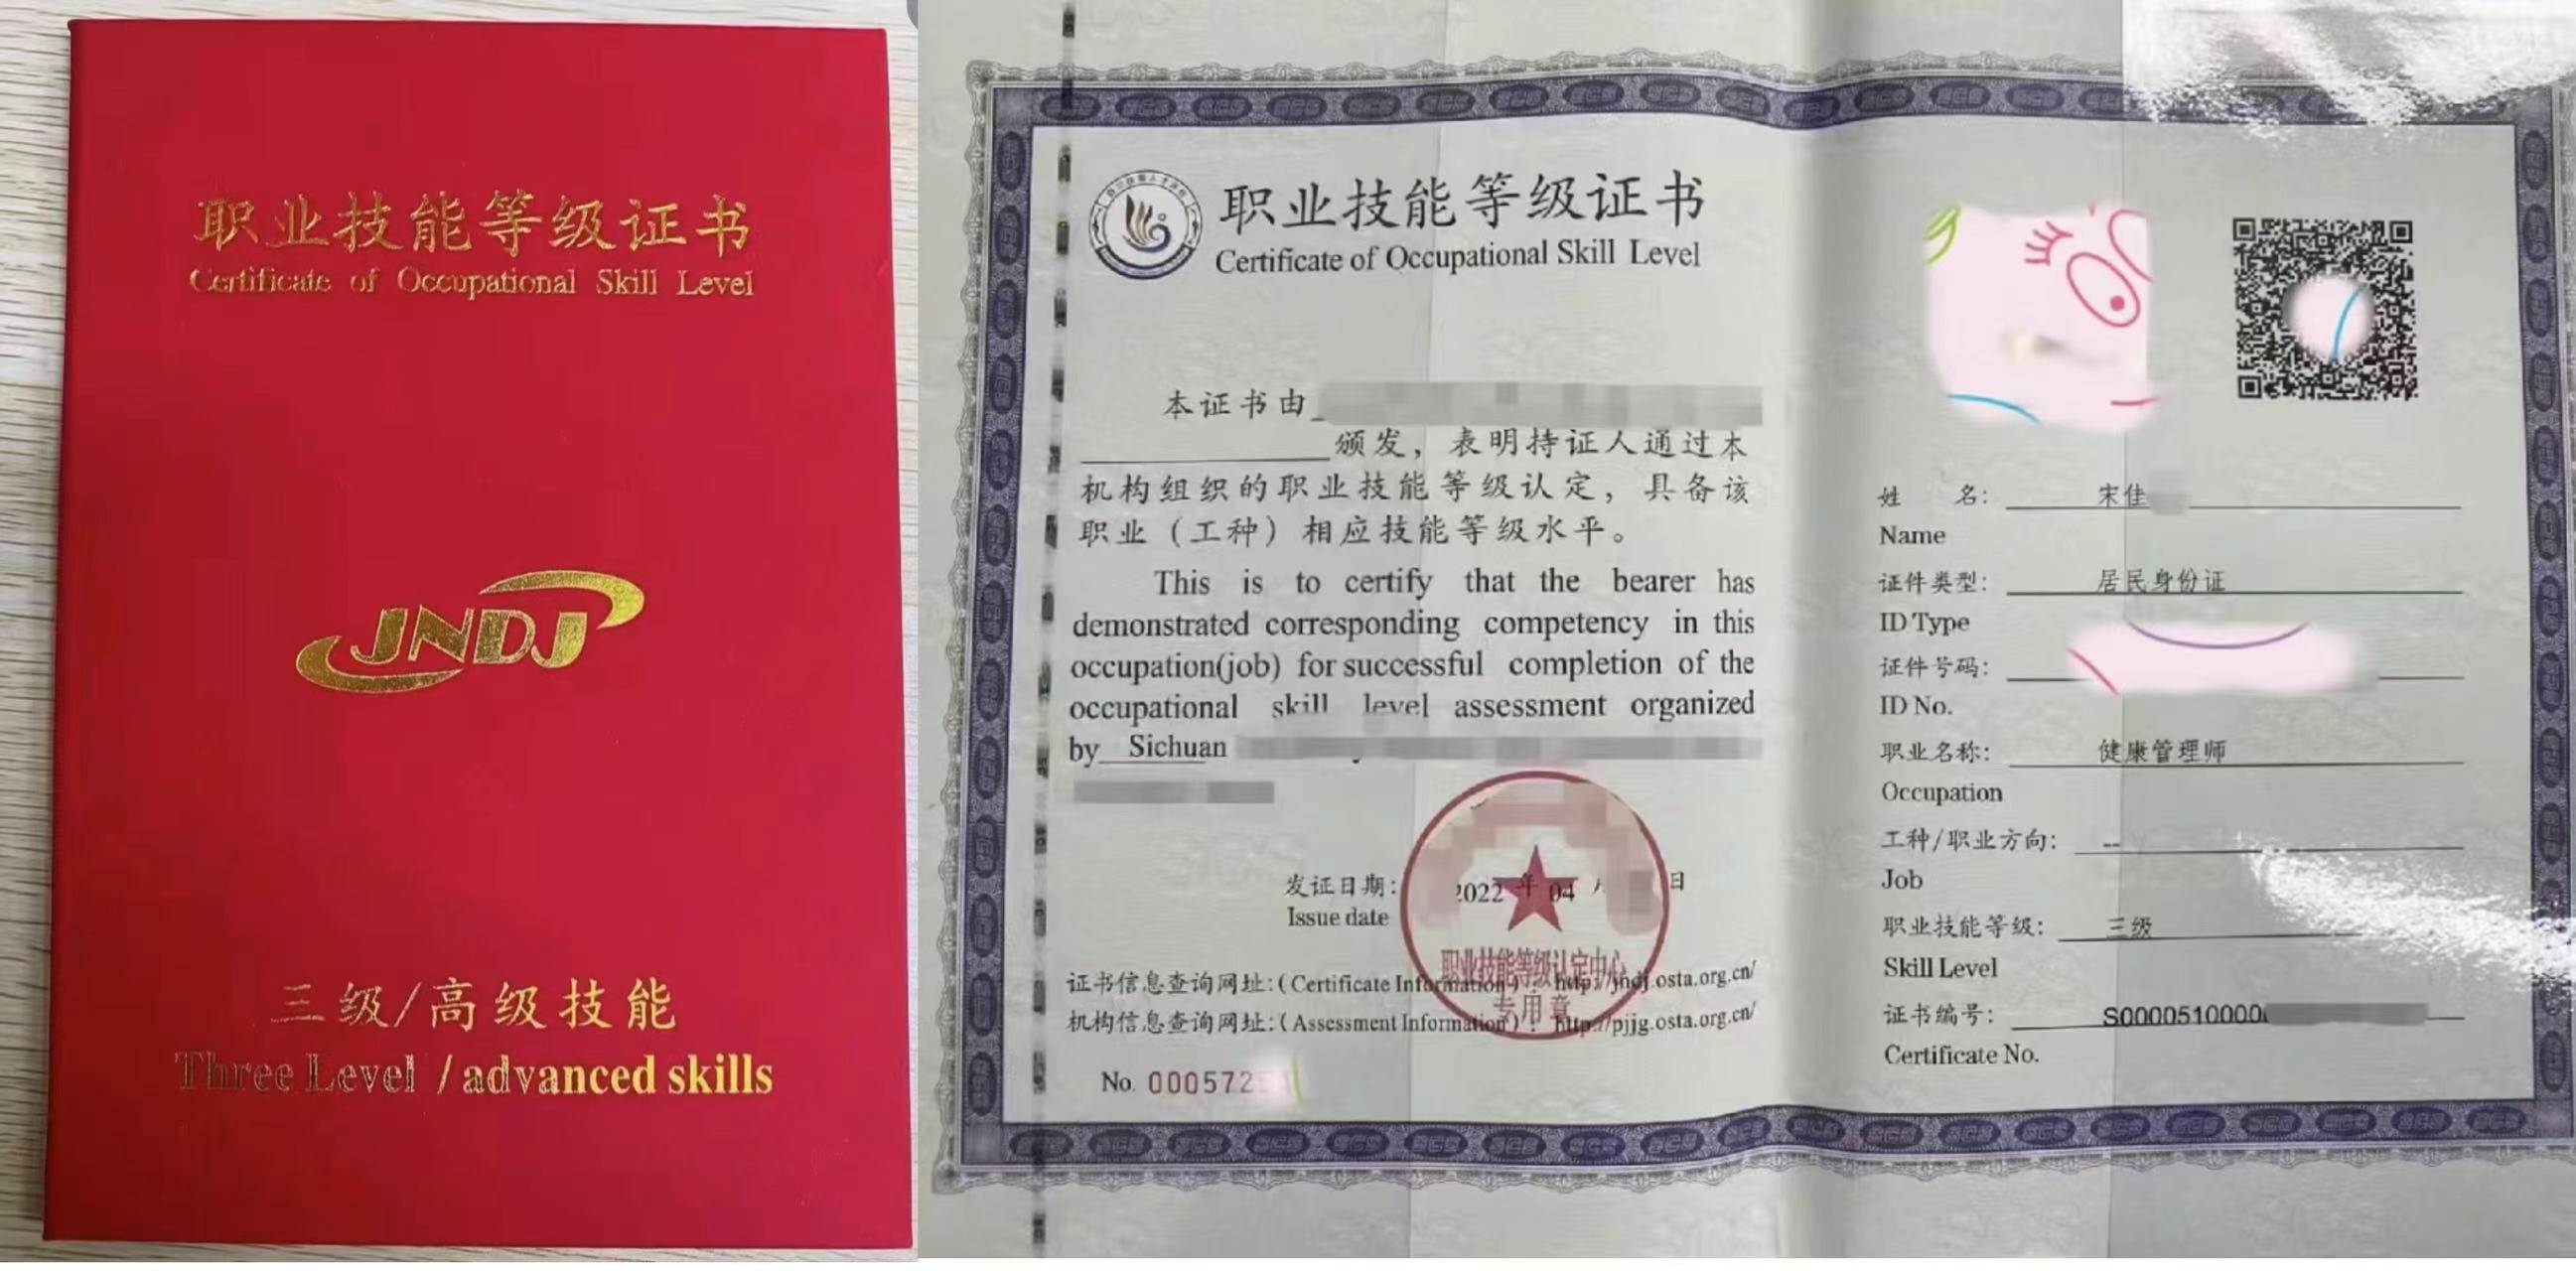 职业技能等级证书
Certificate of Occupational Skill Level
JNDJ
三级/高级技能
Three Level / advanced skills
职业技能等级证书
Certificate of Occupational Skill Level
本证书由
颁发，表明持证人通过本
机构组织的职业技能等级认定，具备该
职业（工种）相应技能等级水平。
This is to certify that the bearer has
demonstrated corresponding competency in this
occupation(job) for successful completion of the
occupational skill level assessment organized
by Sichuan
发证日期： 2022 年 04 月 日
Issue date
职业技能等级认定中心
专用章
证书信息查询网址：( Certificate Information ) : http://jndj.osta.org.cn/
机构信息查询网址：( Assessment Information ) : http://pjjg.osta.org.cn/
No. 000572
姓 名： 宋佳
Name
证件类型： 居民身份证
ID Type
证件号码：
ID No.
职业名称： 健康管理师
Occupation
工种/职业方向： --
Job
职业技能等级： 三级
Skill Level
证书编号： S0000510000
Certificate No.